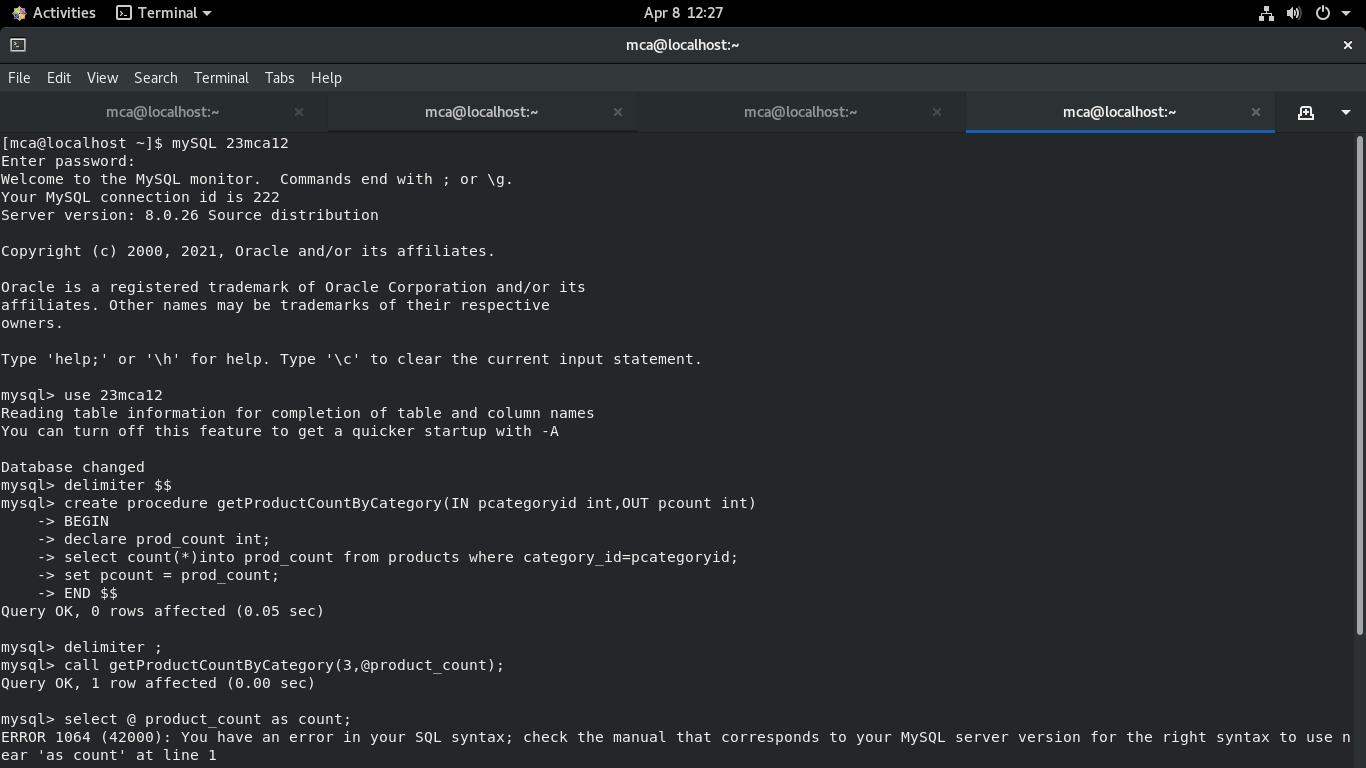 Activities Terminal Apr 8 12:27
mca@localhost:~
File Edit View Search Terminal Tabs Help
mca@localhost:~ mca@localhost:~ mca@localhost:~ mca@localhost:~
[mca@localhost ~]$ mySQL 23mca12
Enter password:
Welcome to the MySQL monitor.  Commands end with ; or \g.
Your MySQL connection id is 222
Server version: 8.0.26 Source distribution
Copyright (c) 2000, 2021, Oracle and/or its affiliates.
Oracle is a registered trademark of Oracle Corporation and/or its
affiliates. Other names may be trademarks of their respective
owners.
Type 'help;' or '\h' for help. Type '\c' to clear the current input statement.
mysql> use 23mca12
Reading table information for completion of table and column names
You can turn off this feature to get a quicker startup with -A
Database changed
mysql> delimiter $$
mysql> create procedure getProductCountByCategory(IN pcategoryid int,OUT pcount int)
    -> BEGIN
    -> declare prod_count int;
    -> select count(*)into prod_count from products where category_id=pcategoryid;
    -> set pcount = prod_count;
    -> END $$
Query OK, 0 rows affected (0.05 sec)
mysql> delimiter ;
mysql> call getProductCountByCategory(3,@product_count);
Query OK, 1 row affected (0.00 sec)
mysql> select @ product_count as count;
ERROR 1064 (42000): You have an error in your SQL syntax; check the manual that corresponds to your MySQL server version for the right syntax to use n
ear 'as count' at line 1